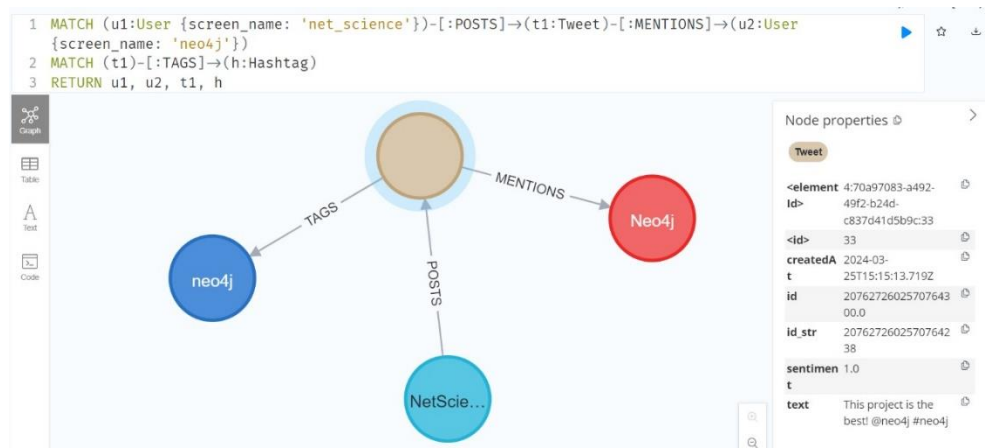 1 MATCH (u1:User {screen_name: 'net_science'})-[:POSTS]→(t1:Tweet)-[:MENTIONS]→(u2:User
{screen_name: 'neo4j'})
2 MATCH (t1)-[:TAGS]→(h:Hashtag)
3 RETURN u1, u2, t1, h
Graph
Table
A
Text
Code
TAGS
MENTIONS
POSTS
neo4j
Neo4j
NetScie...
Node properties
Tweet
<element 4:70a97083-a492-
Id> 49f2-b24d-
c837d41d5b9c:33
<id> 33
createdA 2024-03-
t 25T15:15:13.719Z
id 20762726025707643
00.0
id_str 20762726025707642
38
sentimen 1.0
t
text This project is the
best! @neo4j #neo4j